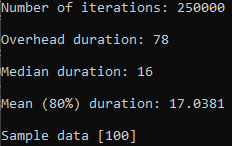 Number of iterations: 250000
Overhead duration: 78
Median duration: 16
Mean (80%) duration: 17.0381
Sample data [100]